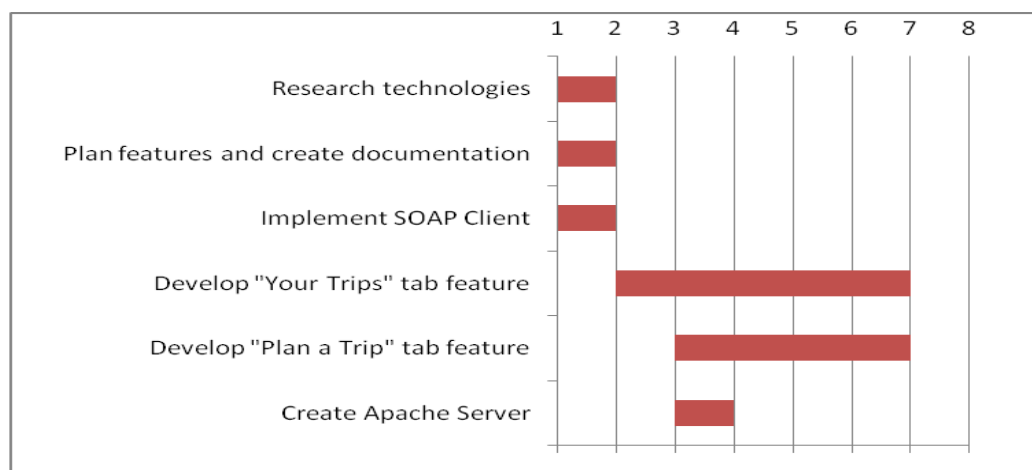 1 2 3 4 5 6 7 8
Research technologies
Plan features and create documentation
Implement SOAP Client
Develop "Your Trips" tab feature
Develop "Plan a Trip" tab feature
Create Apache Server